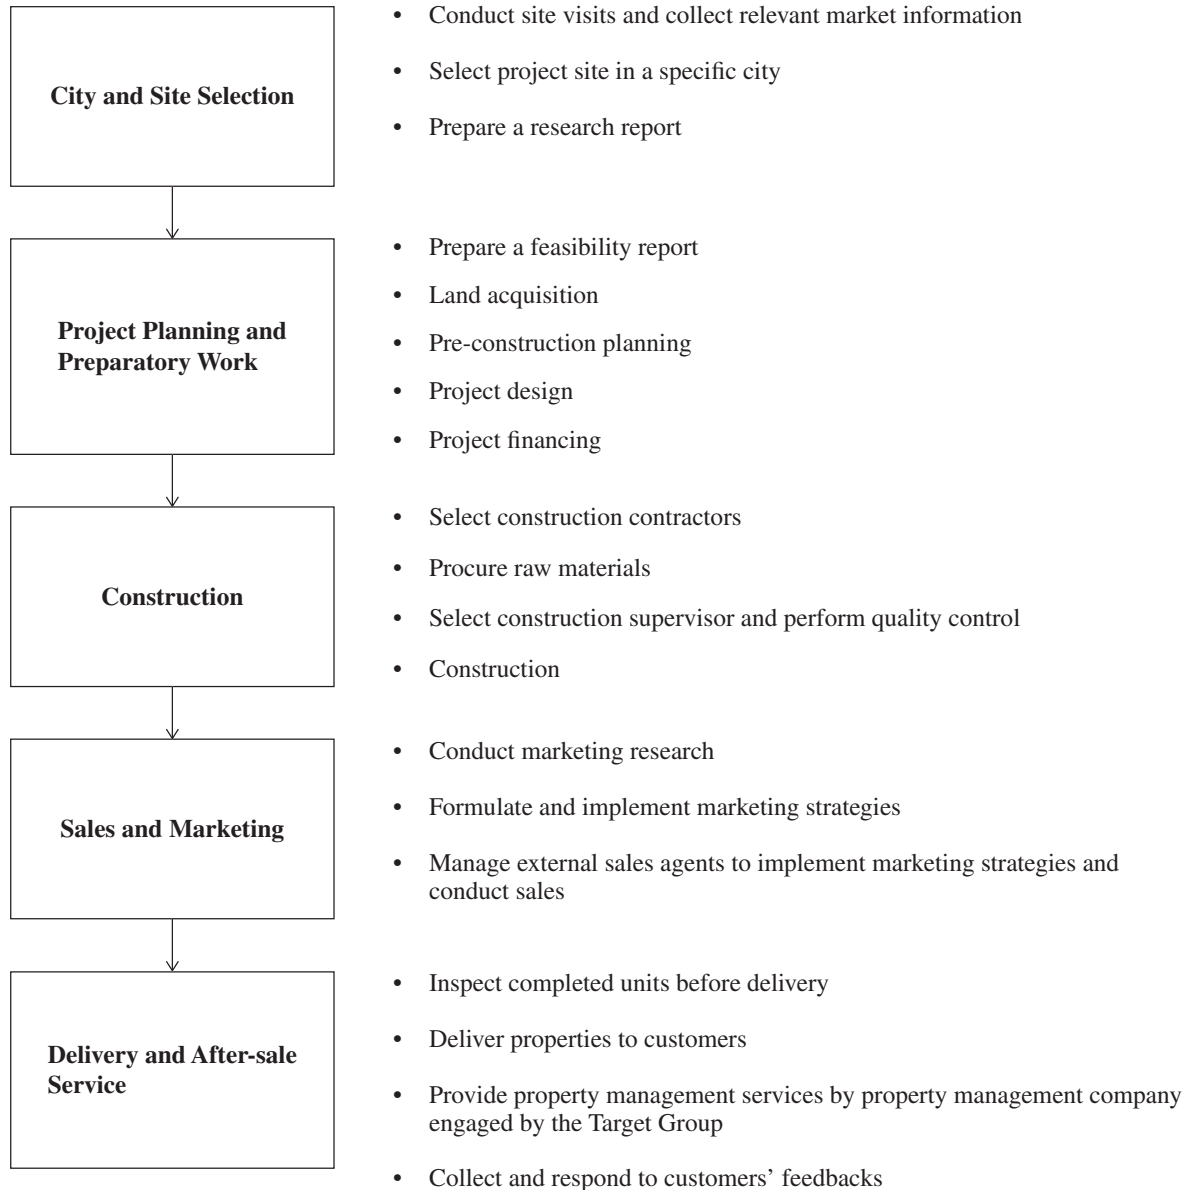 City and Site Selection
• Conduct site visits and collect relevant market information
• Select project site in a specific city
• Prepare a research report
Project Planning and
Preparatory Work
• Prepare a feasibility report
• Land acquisition
• Pre-construction planning
• Project design
• Project financing
Construction
• Select construction contractors
• Procure raw materials
• Select construction supervisor and perform quality control
• Construction
Sales and Marketing
• Conduct marketing research
• Formulate and implement marketing strategies
• Manage external sales agents to implement marketing strategies and
conduct sales
Delivery and After-sale
Service
• Inspect completed units before delivery
• Deliver properties to customers
• Provide property management services by property management company
engaged by the Target Group
• Collect and respond to customers’ feedbacks